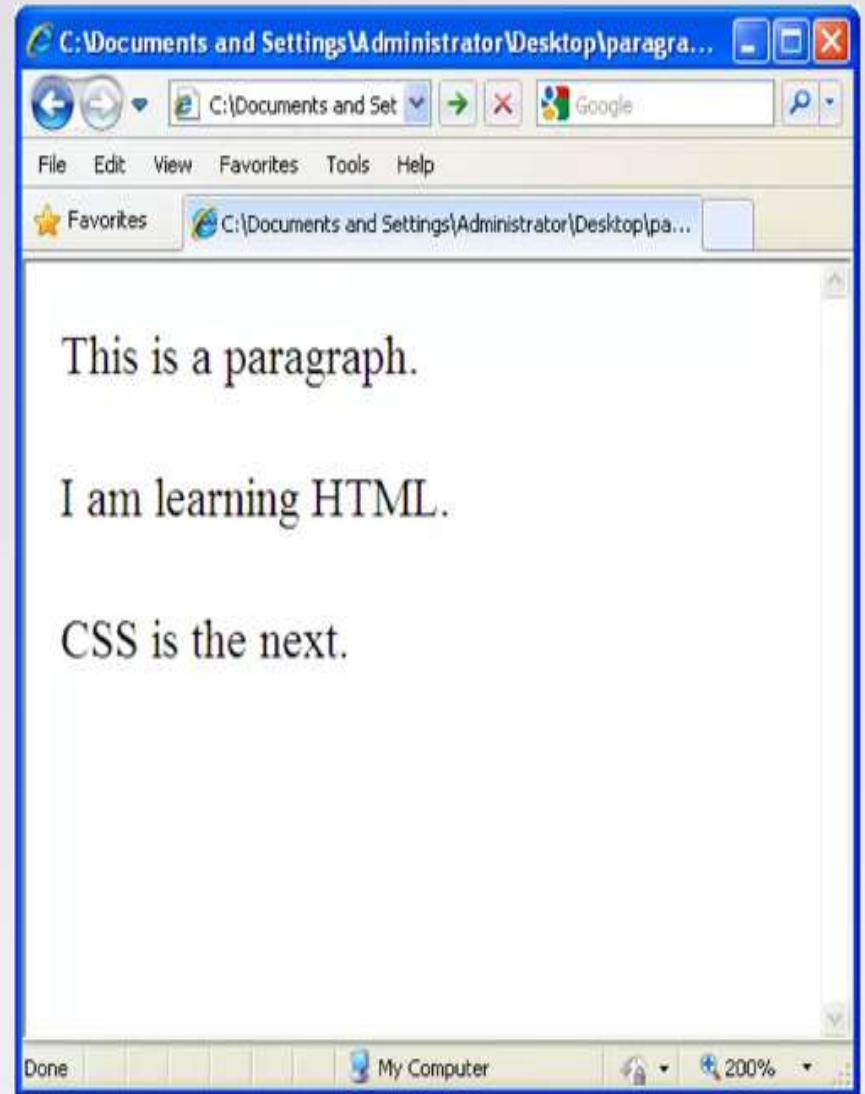 C:\Documents and Settings\Administrator\Desktop\paragra...
C:\Documents and Set
Google
File Edit View Favorites Tools Help
Favorites
C:\Documents and Settings\Administrator\Desktop\pa...
This is a paragraph.
I am learning HTML.
CSS is the next.
Done
My Computer
200%